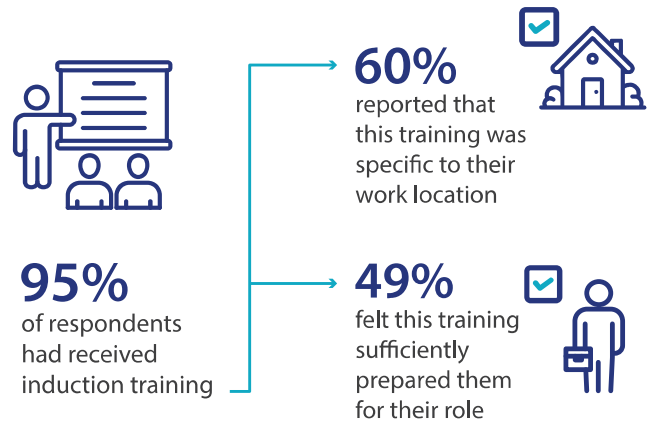 95%
of respondents
had received
induction training
60%
reported that
this training was
specific to their
work location
49%
felt this training
sufficiently
prepared them
for their role